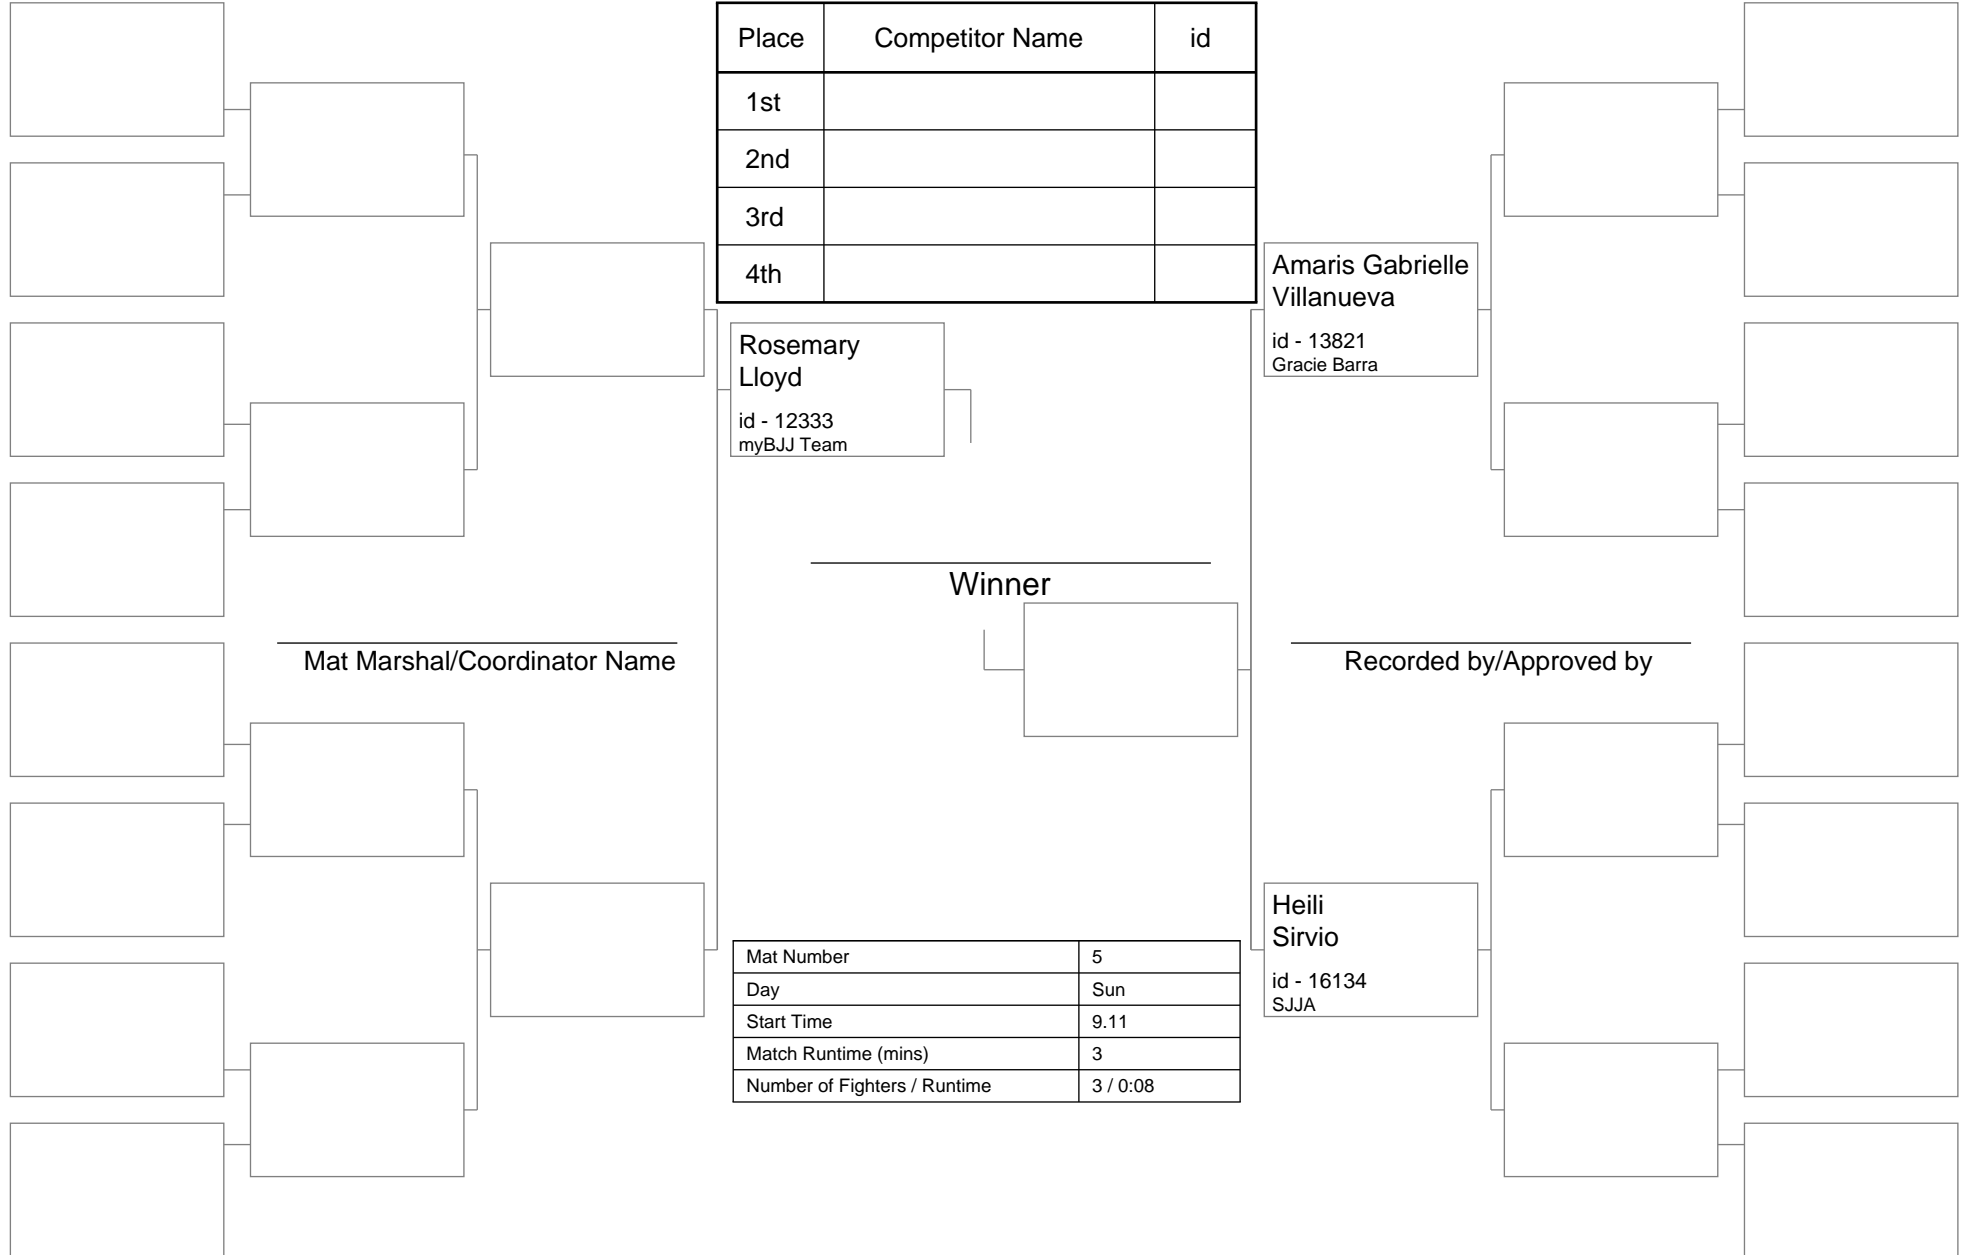 Place Competitor Name id
1st
2nd
3rd
4th
Amaris Gabrielle
Villanueva
id - 13821
Gracie Barra
Rosemary
Lloyd
id - 12333
myBJJ Team
Winner
Mat Marshal/Coordinator Name
Recorded by/Approved by
Heili
Sirvio
id - 16134
SJJA
Mat Number 5
Day Sun
Start Time 9.11
Match Runtime (mins) 3
Number of Fighters / Runtime 3 / 0:08